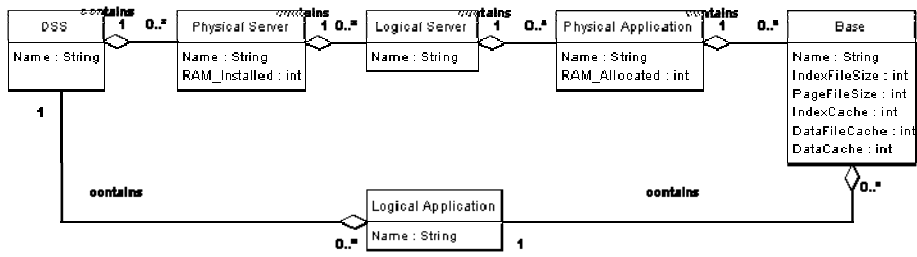 contains
contains
contains
contains
DSS
1
0..*
Physical Server
1
0..*
Logical Server
1
0..*
Physical Application
1
0..*
Base
Name : String
Name : String
RAM_Installed : int
Name : String
Name : String
RAM_Allocated : int
Name : String
IndexFileSize : int
PageFileSize : int
IndexCache : int
DataFileCache : int
DataCache : int
1
0..*
contains
contains
Logical Application
Name : String
0..*
1